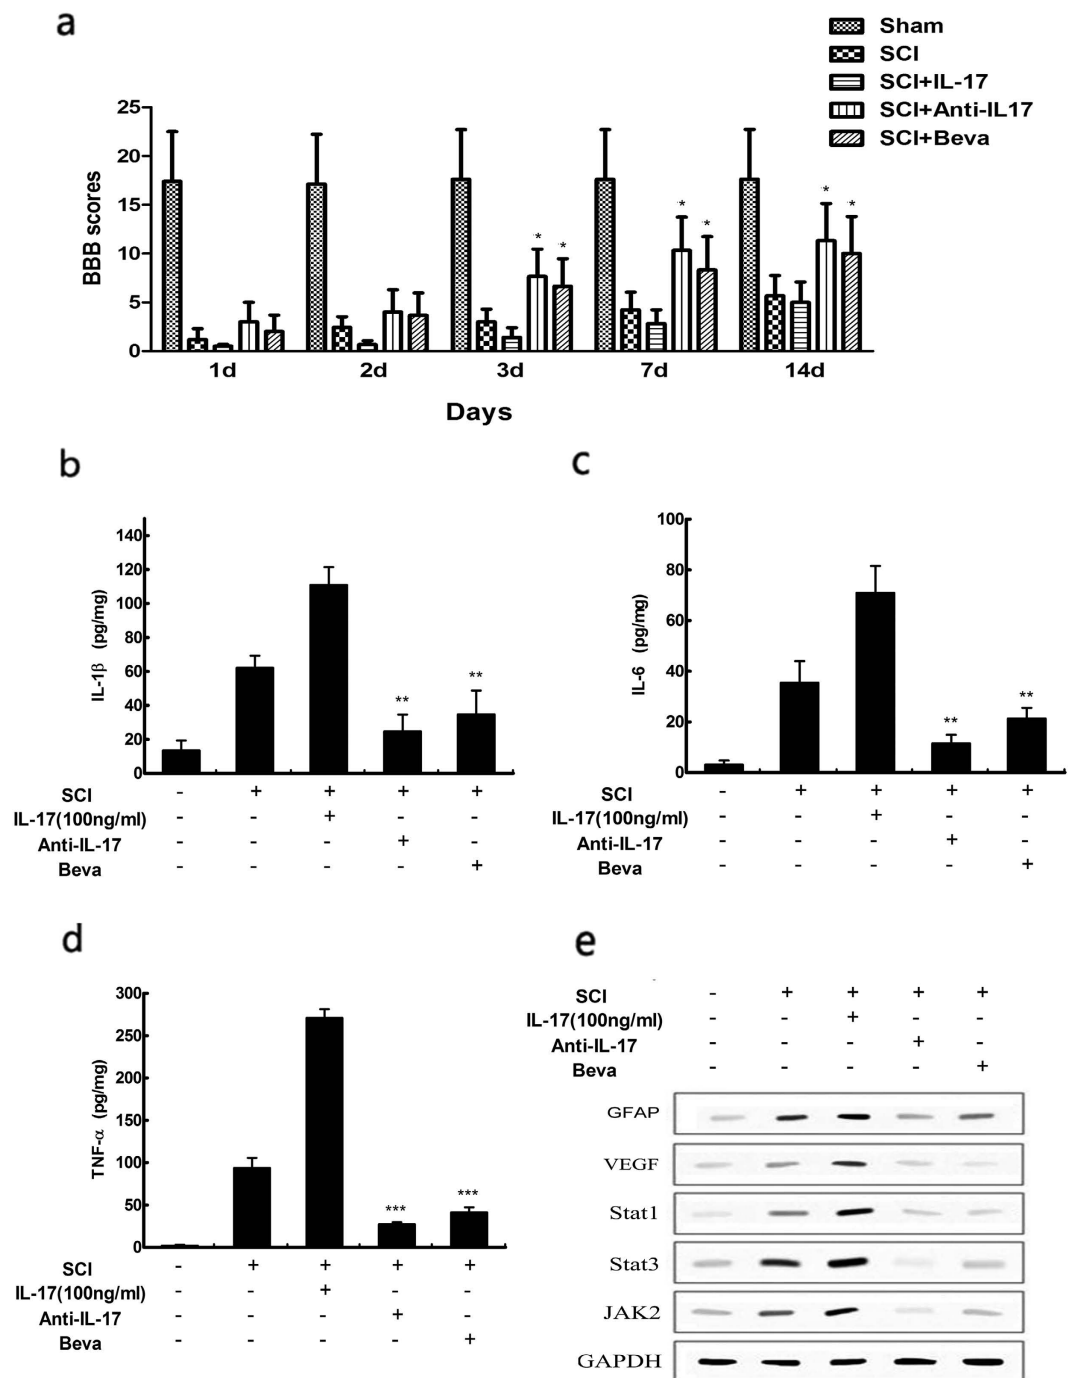 a
Sham
SCI
SCI+IL-17
SCI+Anti-IL17
SCI+Beva
BBB scores
25
20
15
10
5
0
* * * * * *
1d 2d 3d 7d 14d
Days
b
IL-1β (pg/mg)
140
120
100
80
60
40
20
0
** **
SCI - + + + +
IL-17(100ng/ml) - - + - -
Anti-IL-17 - - - + -
Beva - - - - +
c
IL-6 (pg/mg)
100
80
60
40
20
0
** **
SCI - + + + +
IL-17(100ng/ml) - - + - -
Anti-IL-17 - - - + -
Beva - - - - +
d
TNF-α (pg/mg)
300
250
200
150
100
50
0
*** ***
SCI - + + + +
IL-17(100ng/ml) - - + - -
Anti-IL-17 - - - + -
Beva - - - - +
e
SCI - + + + +
IL-17(100ng/ml) - - + - -
Anti-IL-17 - - - + -
Beva - - - - +
GFAP
VEGF
Stat1
Stat3
JAK2
GAPDH